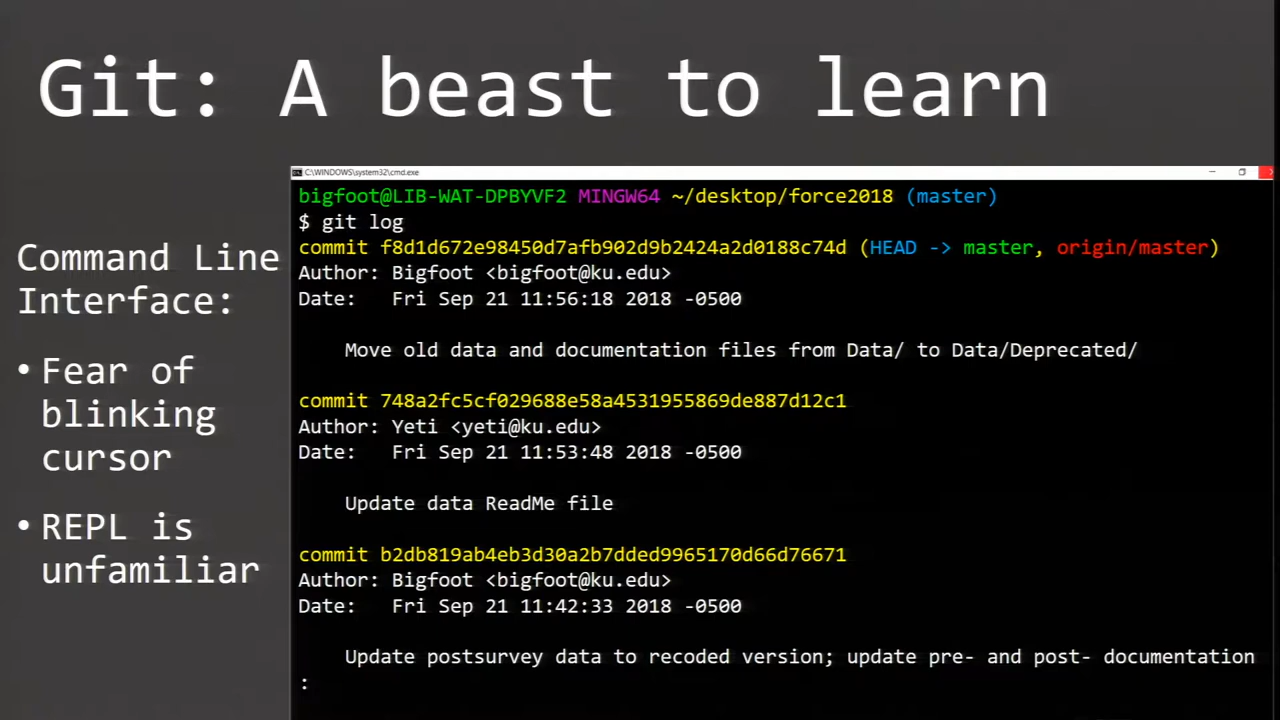 Git: A beast to learn
Command Line
Interface:
• Fear of
blinking
cursor
• REPL is
unfamiliar
C:\WINDOWS\system32\cmd.exe
bigfoot@LIB-WAT-DPBYVF2 MINGW64 ~/desktop/force2018 (master)
$ git log
commit f8d1d672e98450d7afb902d9b2424a2d0188c74d (HEAD -> master, origin/master)
Author: Bigfoot <bigfoot@ku.edu>
Date:   Fri Sep 21 11:56:18 2018 -0500
Move old data and documentation files from Data/ to Data/Deprecated/
commit 748a2fc5cf029688e58a4531955869de887d12c1
Author: Yeti <yeti@ku.edu>
Date:   Fri Sep 21 11:53:48 2018 -0500
Update data ReadMe file
commit b2db819ab4eb3d30a2b7dded9965170d66d76671
Author: Bigfoot <bigfoot@ku.edu>
Date:   Fri Sep 21 11:42:33 2018 -0500
Update postsurvey data to recoded version; update pre- and post- documentation
: